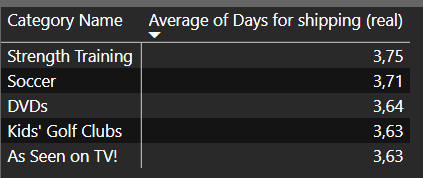 Category Name Average of Days for shipping (real)
Strength Training 3,75
Soccer 3,71
DVDs 3,64
Kids' Golf Clubs 3,63
As Seen on TV! 3,63